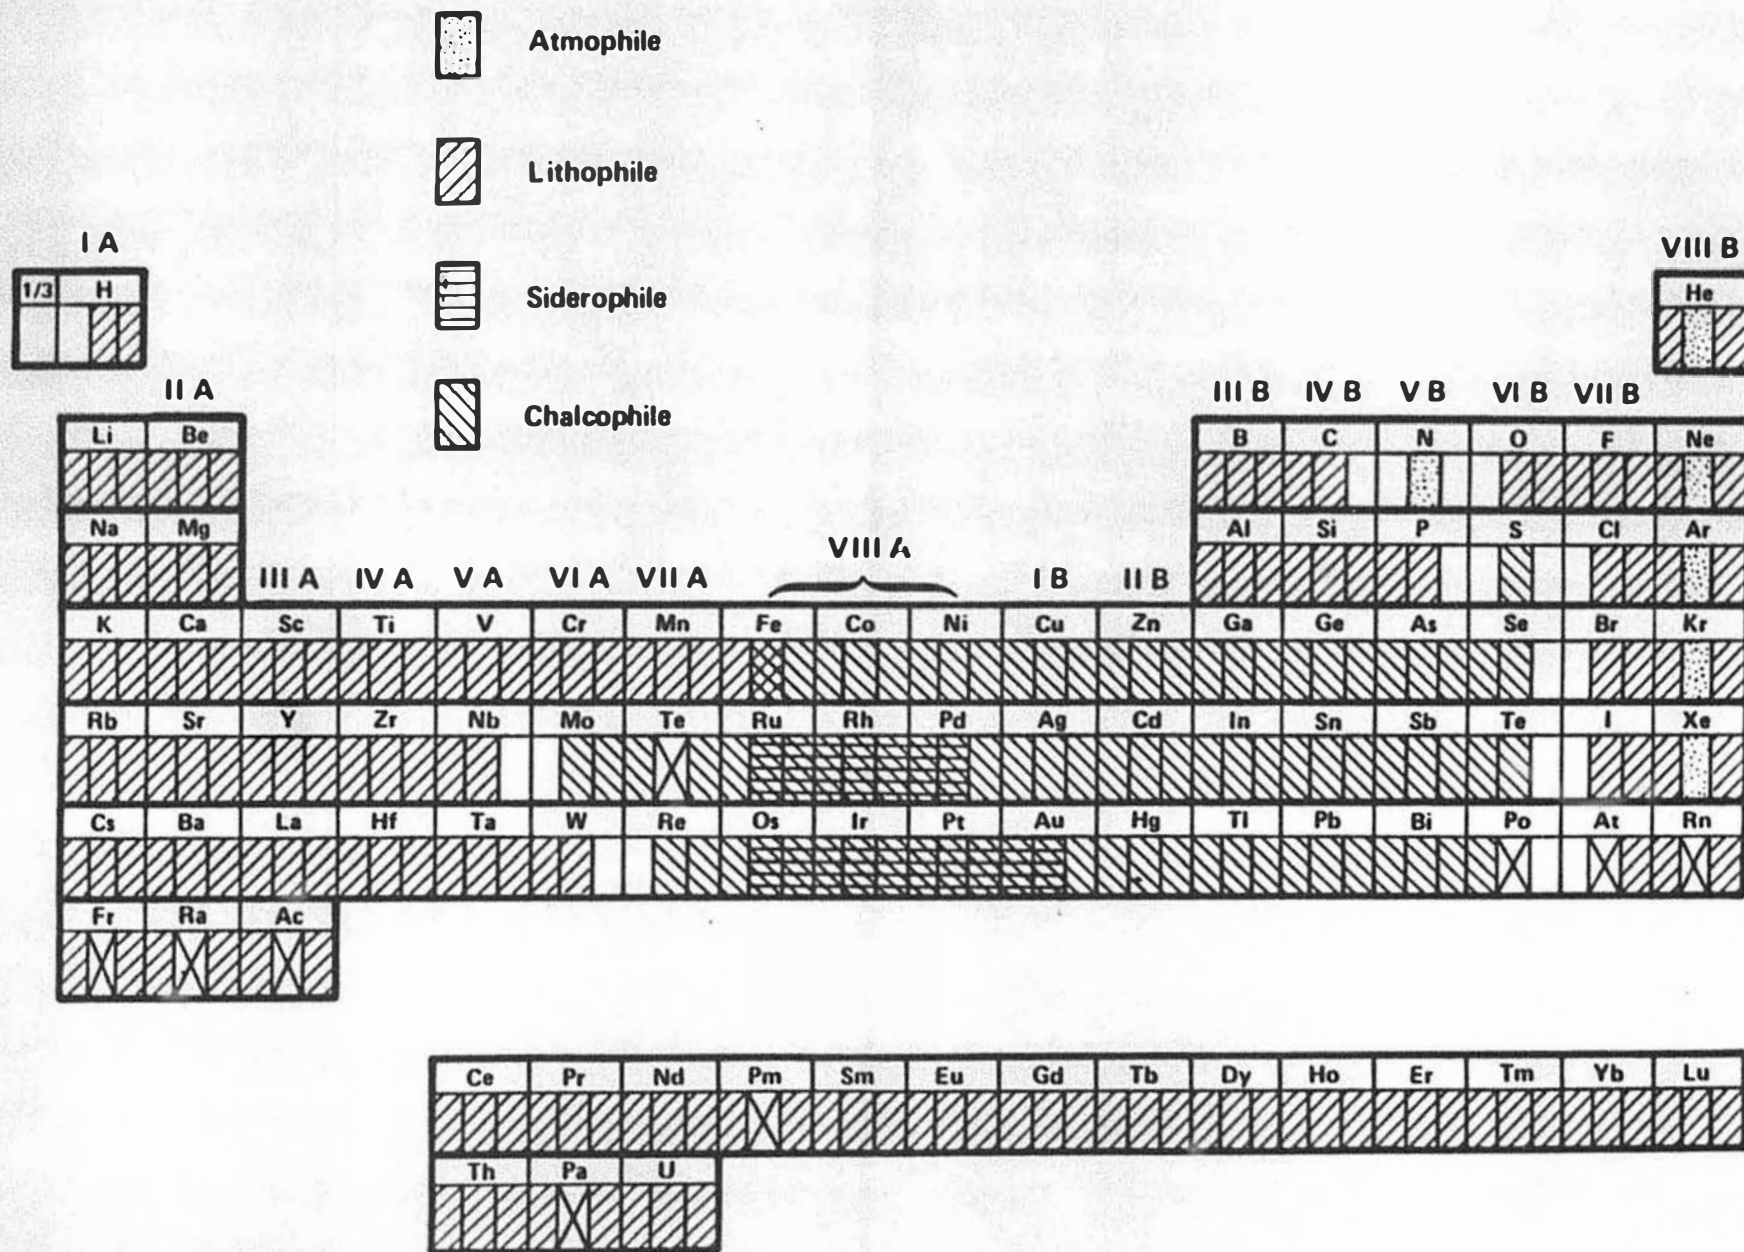 Atmophile
Lithophile
I A
VIII B
1/3 H
Siderophile
He
II A
III B IV B V B VI B VII B
Chalcophile
Li Be
B C N O F Ne
Na Mg
Al Si P S Cl Ar
VIII A
III A IV A V A VI A VII A I B II B
K Ca Sc Ti V Cr Mn Fe Co Ni Cu Zn Ga Ge As Se Br Kr
Rb Sr Y Zr Nb Mo Te Ru Rh Pd Ag Cd In Sn Sb Te I Xe
Cs Ba La Hf Ta W Re Os Ir Pt Au Hg Tl Pb Bi Po At Rn
Fr Ra Ac
Ce Pr Nd Pm Sm Eu Gd Tb Dy Ho Er Tm Yb Lu
Th Pa U